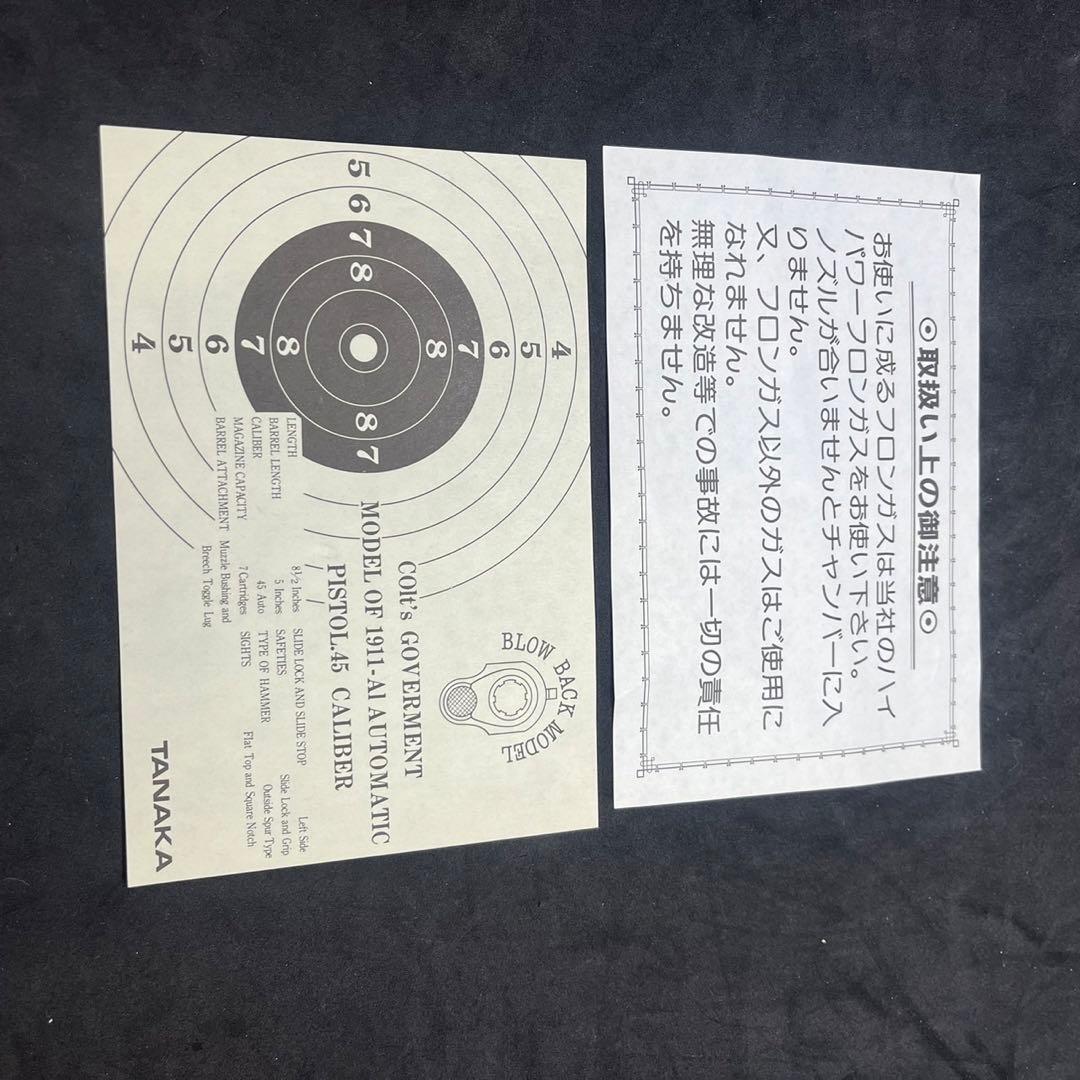 5
6
7
8
4 5 6 7 8
8 7 6 5 4
8
7
BLOW BACK MODEL
COlt's GOVERMENT
MODEL OF 1911-A1 AUTOMATIC
PISTOL.45 CALIBER
LENGTH 8½ Inches
BARREL LENGTH 5 Inches
CALIBER 45 Auto
MAGAZINE CAPACITY 7 Cartridges
BARREL ATTACHMENT Muzzle Bushing and
Breech Toggle Lug
SLIDE LOCK AND SLIDE STOP Left Side
SAFETIES Slide Lock and Grip
TYPE OF HAMMER Outside Spur Type
SIGHTS Flat Top and Square Notch
TANAKA
⦿取扱い上の御注意⦿
お使いに成るフロンガスは当社のハイ
パワーフロンガスをお使い下さい。
ノズルが合いませんとチャンバーに入
りません。
又、フロンガス以外のガスはご使用に
なれません。
無理な改造等での事故には一切の責任
を持ちません。